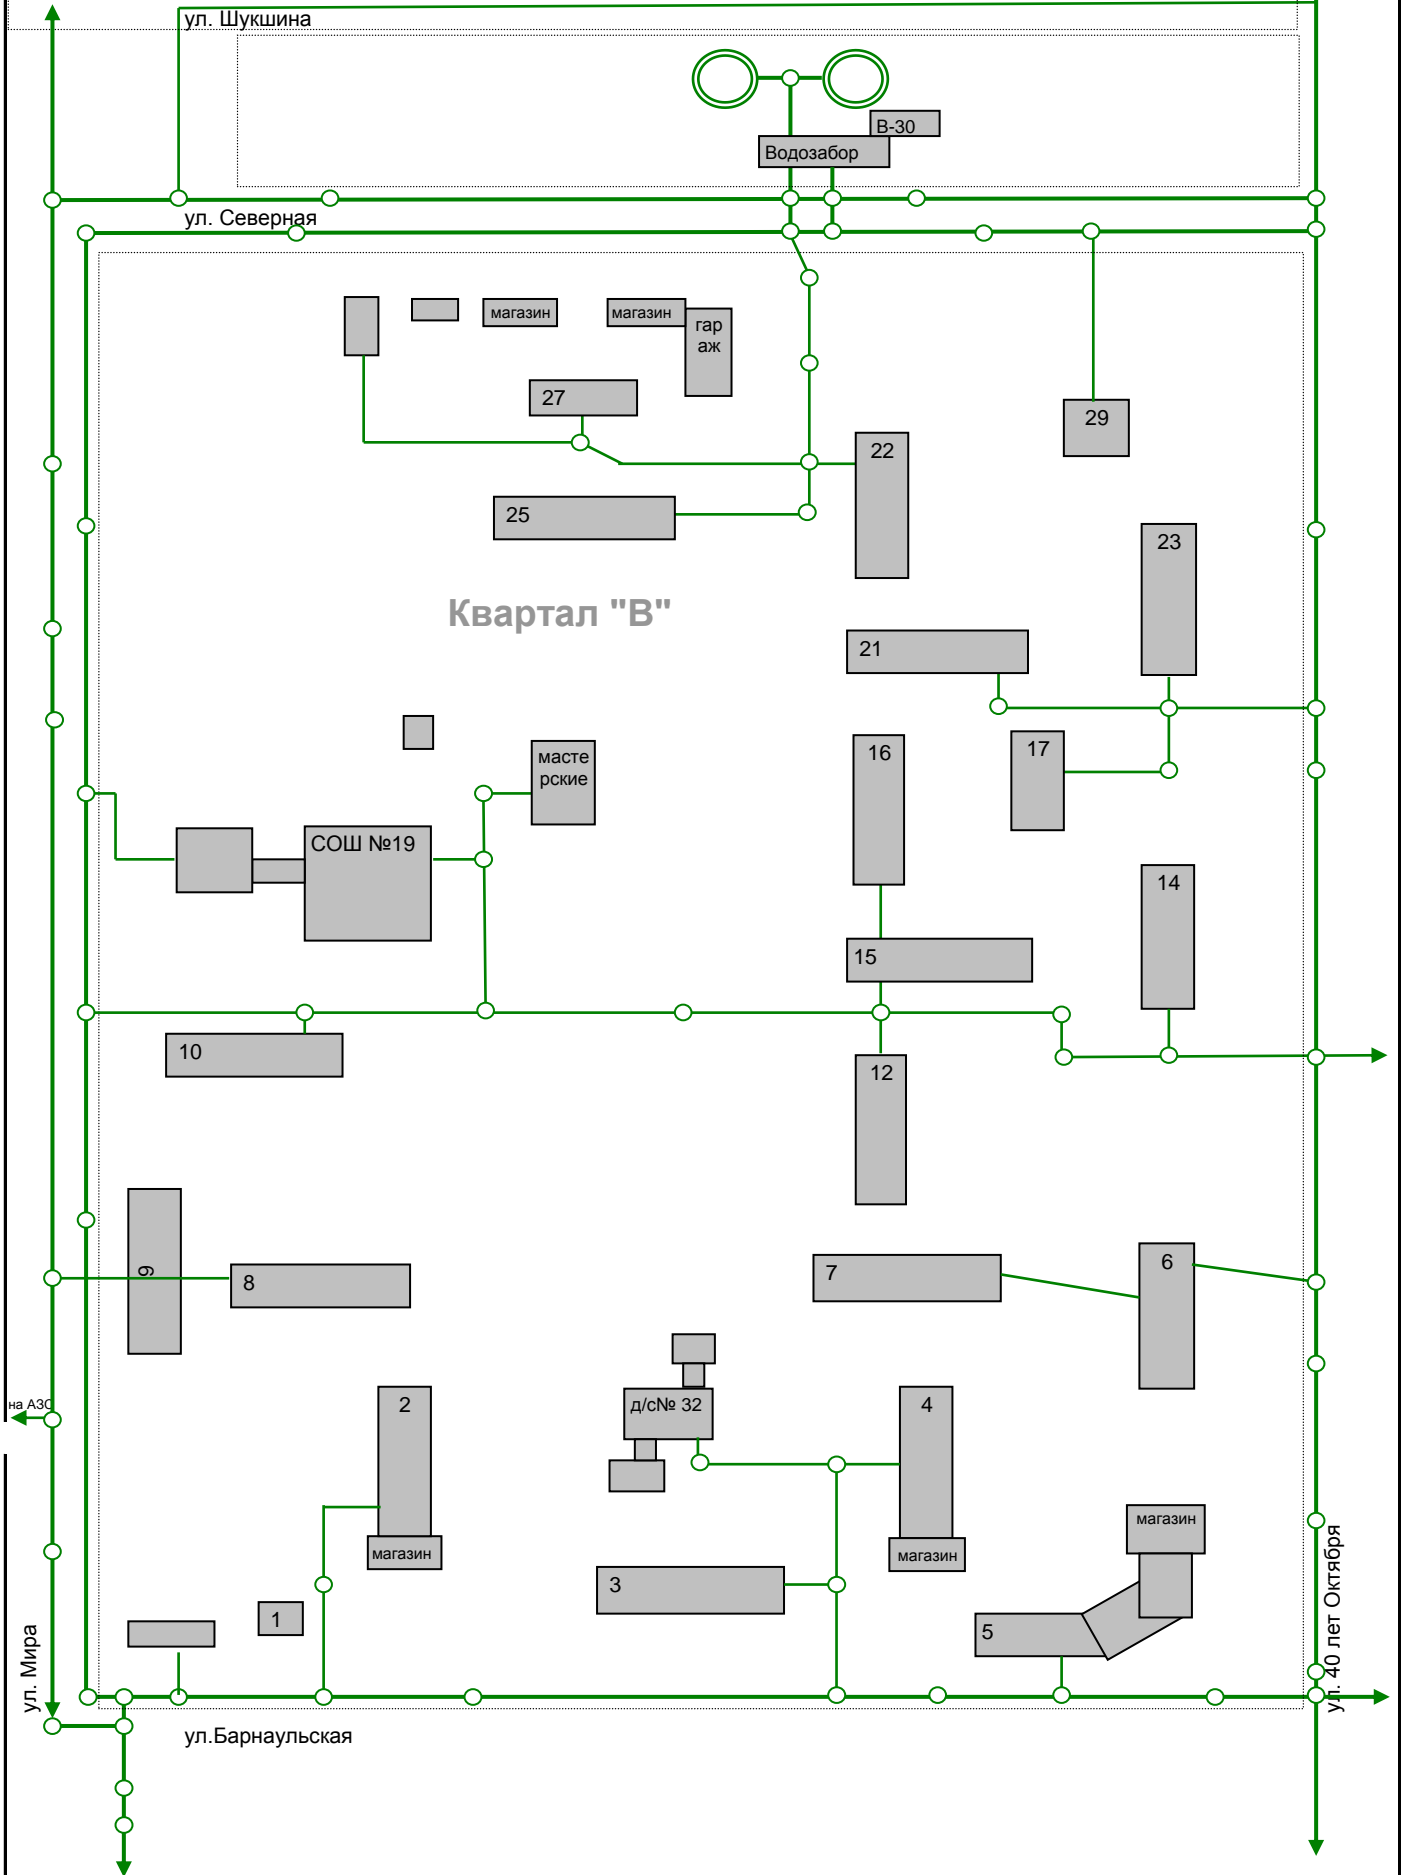 ул. Шукшина
В-30
Водозабор
ул. Северная
магазин
магазин
гар
аж
27
29
22
25
23
Квартал "В"
21
16
17
масте
рские
СОШ №19
14
15
10
12
9
8
7
6
на АЗС
2
д/с№ 32
4
магазин
магазин
магазин
3
1
5
ул. Мира
ул. 40 лет Октября
ул.Барнаульская